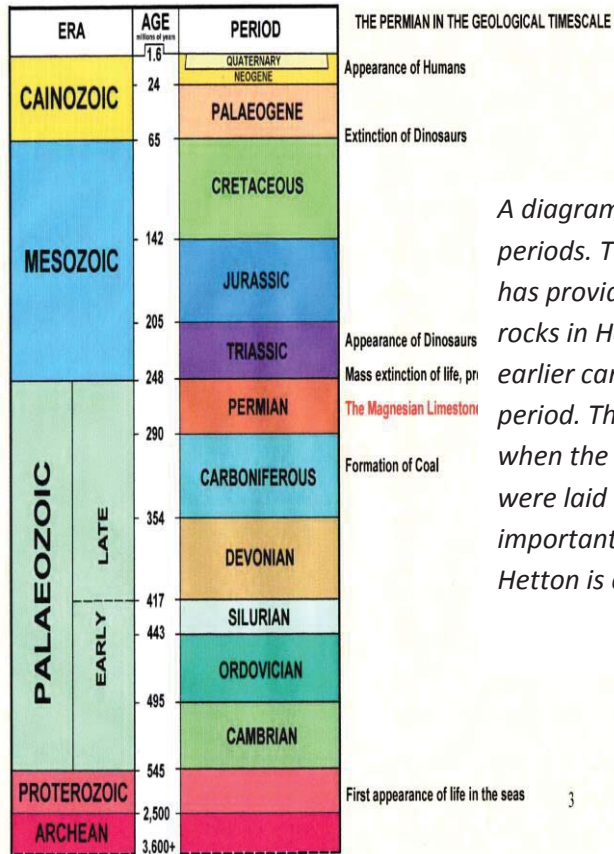 THE PERMIAN IN THE GEOLOGICAL TIMESCALE
ERA
AGE
millions of years
PERIOD
1.6
QUATERNARY
NEOGENE
Appearance of Humans
24
CAINOZOIC
PALAEOGENE
65
Extinction of Dinosaurs
CRETACEOUS
142
MESOZOIC
JURASSIC
205
TRIASSIC
Appearance of Dinosaurs
248
Mass extinction of life,
PERMIAN
The Magnesian Limestone
290
CARBONIFEROUS
Formation of Coal
354
PALAEOZOIC
LATE
DEVONIAN
417
SILURIAN
443
EARLY
ORDOVICIAN
495
CAMBRIAN
545
PROTEROZOIC
First appearance of life in the seas
2,500
ARCHEAN
3,600+
A diagram
periods. T
has provid
rocks in H
earlier car
period. Th
when the
were laid
important
Hetton is
3